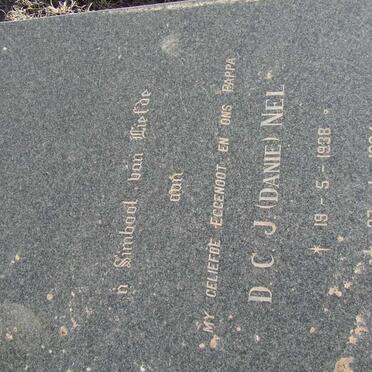 'n Simbool van Liefde
aan
MY GELIEFDE EGGENOOT EN ONS PAPPA
D C J (DANIE) NEL
* 19 - 5 - 1938